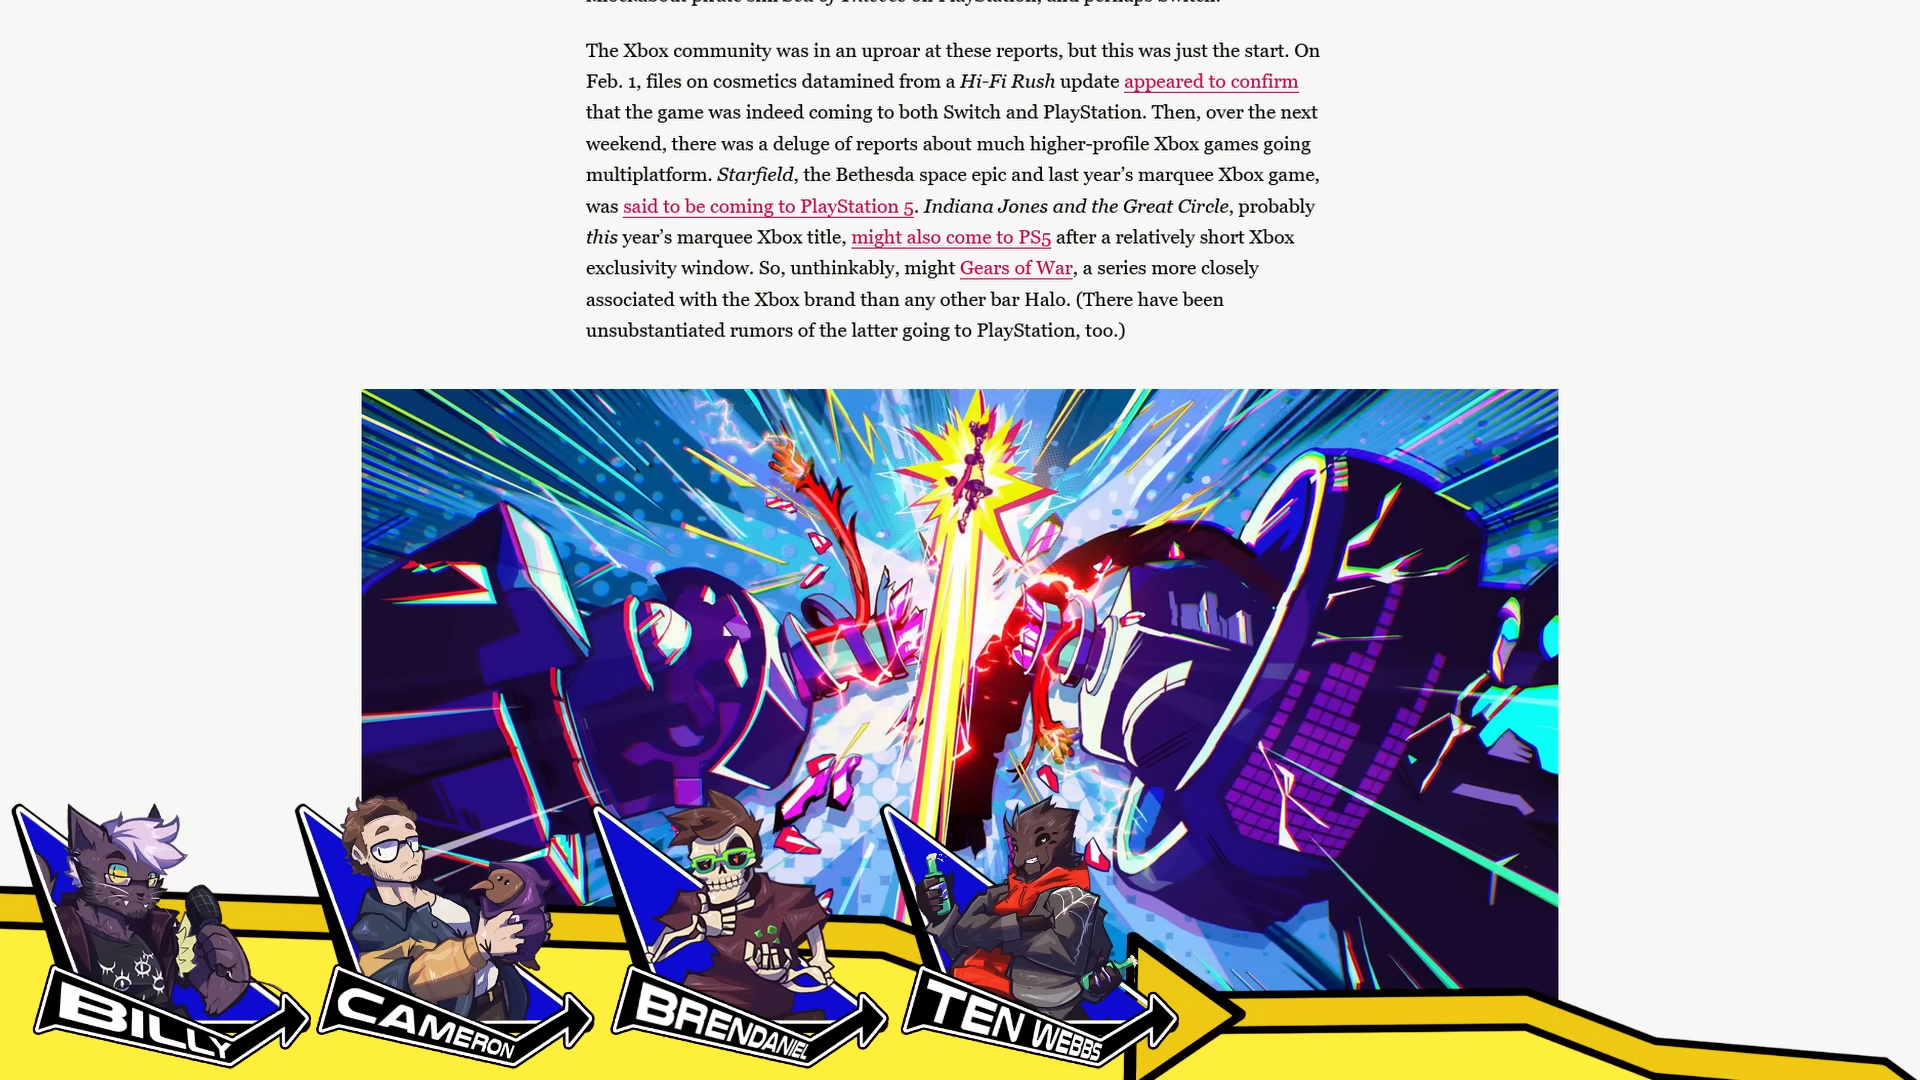 The Xbox community was in an uproar at these reports, but this was just the start. On
Feb. 1, files on cosmetics datamined from a Hi-Fi Rush update appeared to confirm
that the game was indeed coming to both Switch and PlayStation. Then, over the next
weekend, there was a deluge of reports about much higher-profile Xbox games going
multiplatform. Starfield, the Bethesda space epic and last year’s marquee Xbox game,
was said to be coming to PlayStation 5. Indiana Jones and the Great Circle, probably
this year’s marquee Xbox title, might also come to PS5 after a relatively short Xbox
exclusivity window. So, unthinkably, might Gears of War, a series more closely
associated with the Xbox brand than any other bar Halo. (There have been
unsubstantiated rumors of the latter going to PlayStation, too.)
BILLY
CAMERON
BRENDANIEL
TEN WEBBS